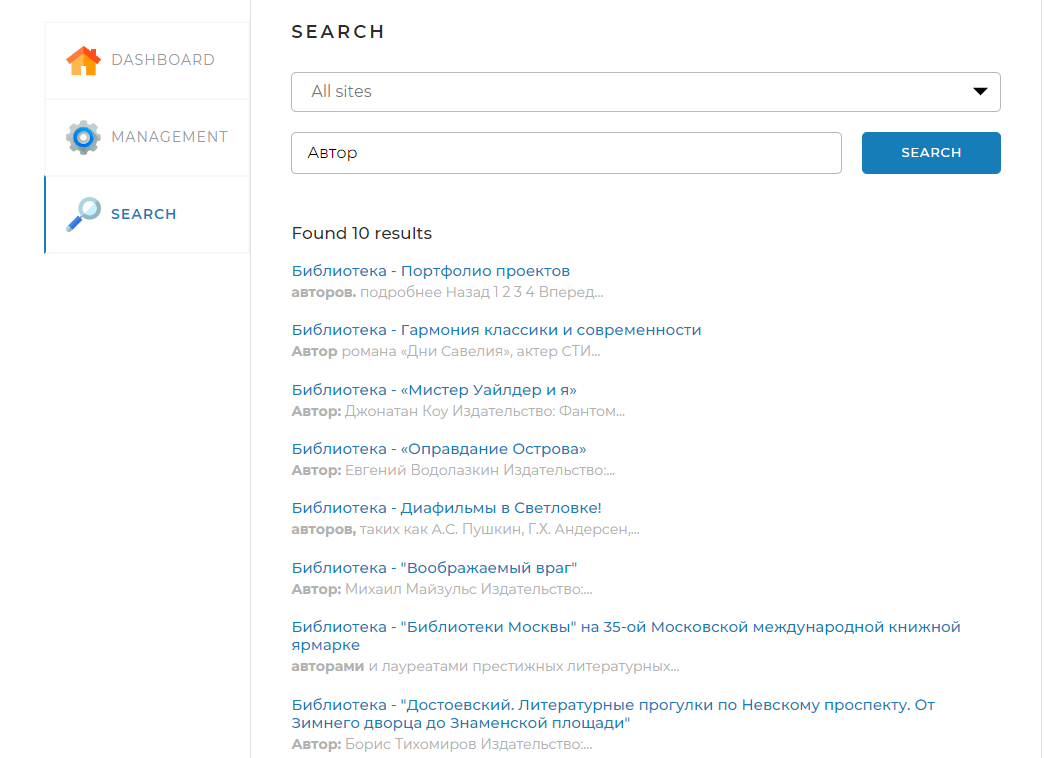 DASHBOARD
MANAGEMENT
SEARCH
SEARCH
All sites
Автор
SEARCH
Found 10 results
Библиотека - Портфолио проектов
авторов. подробнее Назад 1 2 3 4 Вперед...
Библиотека - Гармония классики и современности
Автор романа «Дни Савелия», актер СТИ...
Библиотека - «Мистер Уайлдер и я»
Автор: Джонатан Коу Издательство: Фантом...
Библиотека - «Оправдание Острова»
Автор: Евгений Водолазкин Издательство:...
Библиотека - Диафильмы в Светловке!
авторов, таких как А.С. Пушкин, Г.Х. Андерсен,...
Библиотека - "Воображаемый враг"
Автор: Михаил Майзульс Издательство:...
Библиотека - "Библиотеки Москвы" на 35-ой Московской международной книжной
ярмарке
авторами и лауреатами престижных литературных...
Библиотека - "Достоевский. Литературные прогулки по Невскому проспекту. От
Зимнего дворца до Знаменской площади"
Автор: Борис Тихомиров Издательство:...